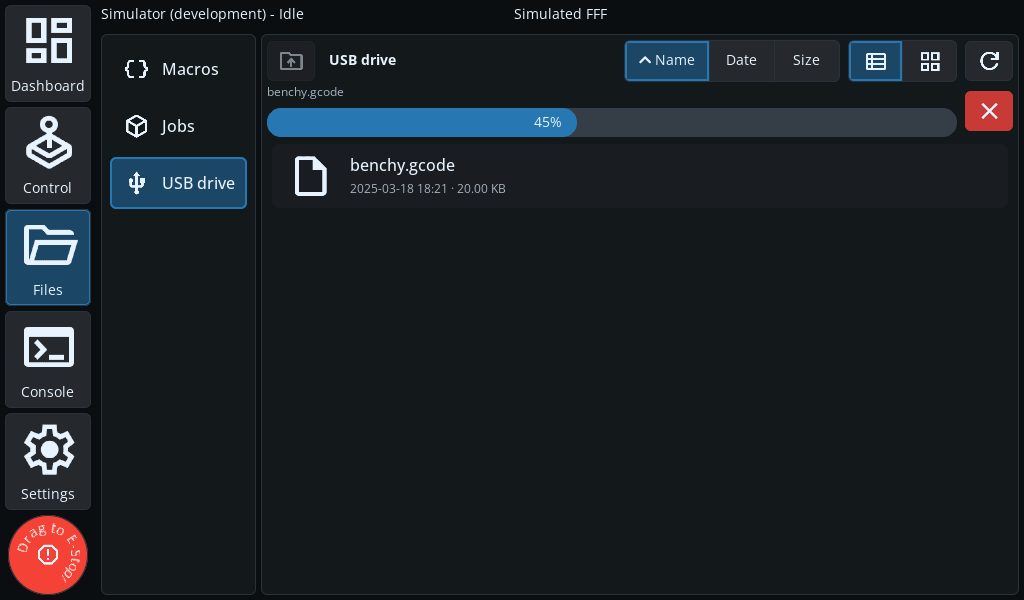 Simulator (development) - Idle
Simulated FFF
Dashboard
Control
Files
Console
Settings
Drag to E-Stop!
Macros
Jobs
USB drive
USB drive
Name
Date
Size
benchy.gcode
45%
benchy.gcode
2025-03-18 18:21 · 20.00 KB